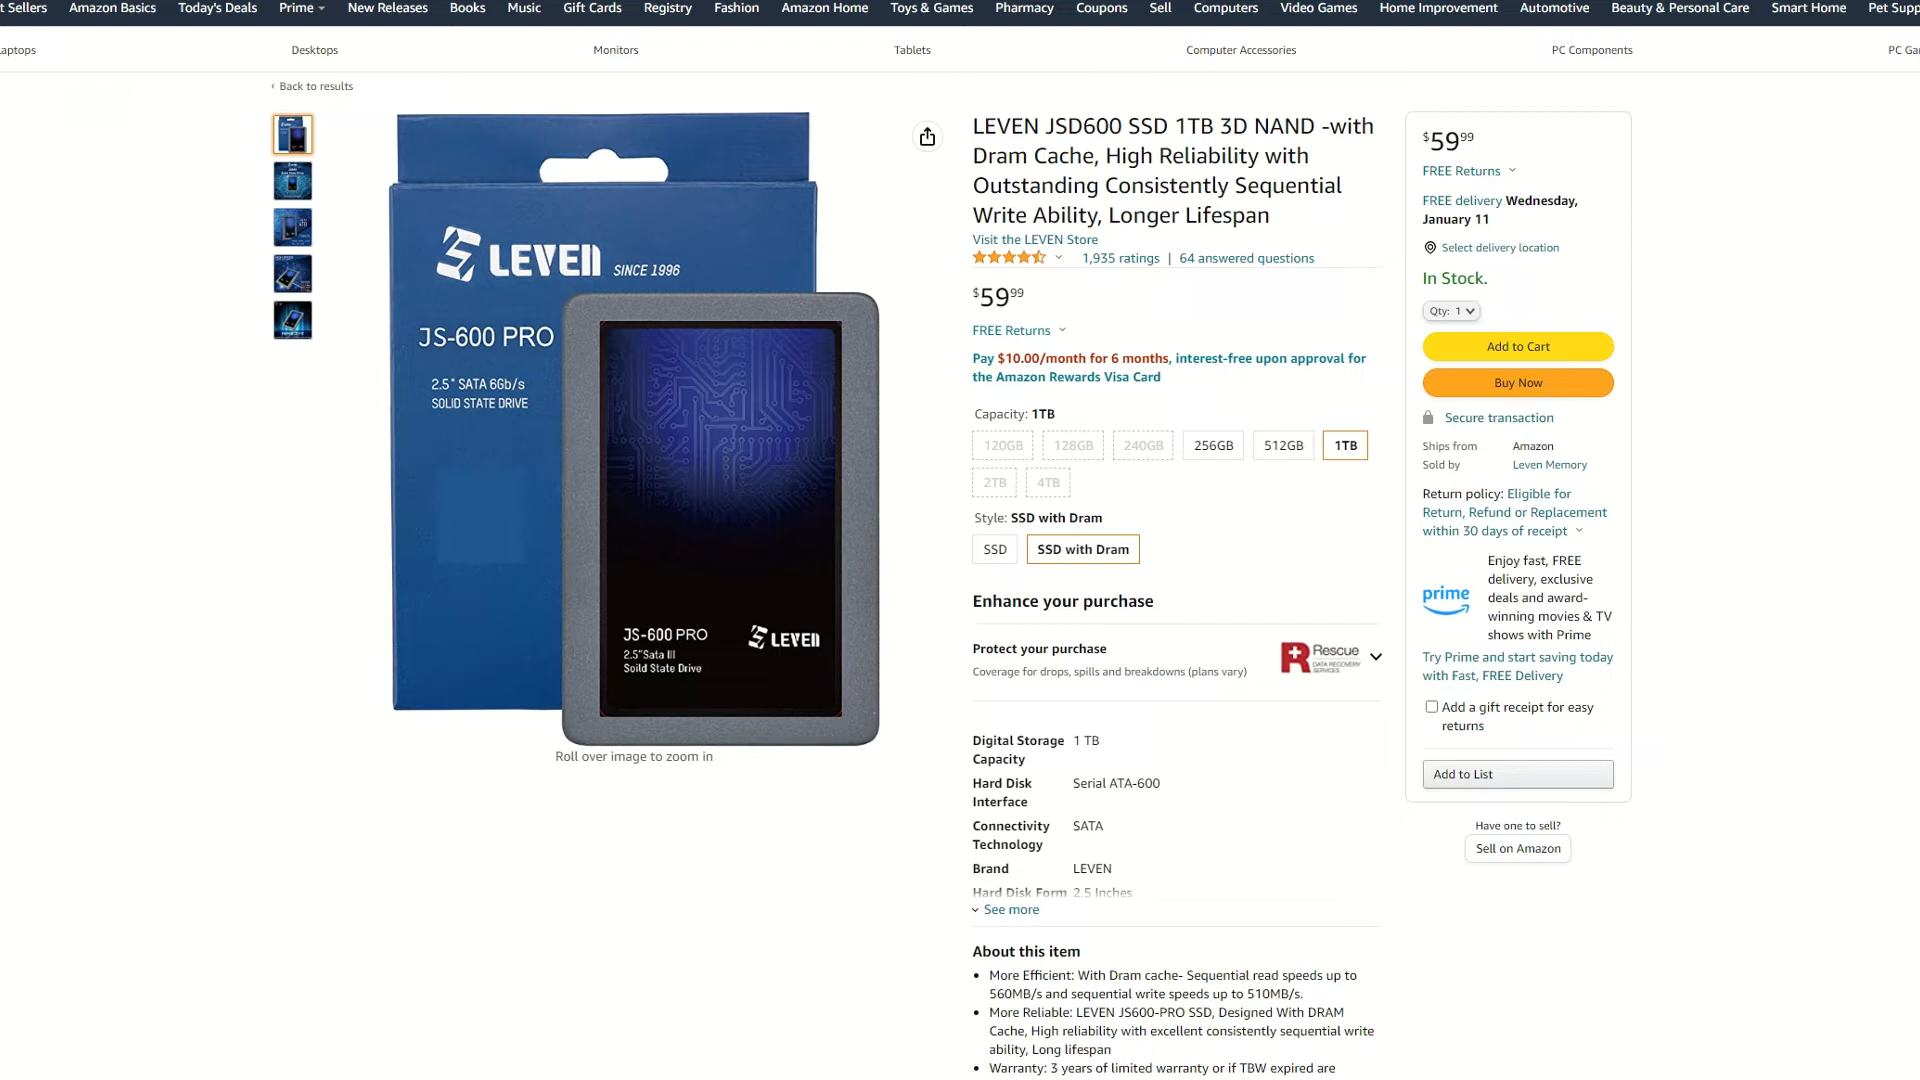 t Sellers Amazon Basics Today's Deals Prime New Releases Books Music Gift Cards Registry Fashion Amazon Home Toys & Games Pharmacy Coupons Sell Computers Video Games Home Improvement Automotive Beauty & Personal Care Smart Home Pet Supp
aptops Desktops Monitors Tablets Computer Accessories PC Components PC Ga
‹ Back to results
LEVEN SINCE 1996
JS-600 PRO
2.5" SATA 6Gb/s
SOLID STATE DRIVE
JS-600 PRO
2.5"Sata III
Soild State Drive
LEVEN
Roll over image to zoom in
LEVEN JSD600 SSD 1TB 3D NAND -with
Dram Cache, High Reliability with
Outstanding Consistently Sequential
Write Ability, Longer Lifespan
Visit the LEVEN Store
1,935 ratings | 64 answered questions
$5999
FREE Returns
Pay $10.00/month for 6 months, interest-free upon approval for
the Amazon Rewards Visa Card
Capacity: 1TB
120GB 128GB 240GB 256GB 512GB 1TB
2TB 4TB
Style: SSD with Dram
SSD SSD with Dram
Enhance your purchase
Protect your purchase
Coverage for drops, spills and breakdowns (plans vary)
Rescue
DATA RECOVERY
SERVICES
Digital Storage 1 TB
Capacity
Hard Disk Serial ATA-600
Interface
Connectivity SATA
Technology
Brand LEVEN
Hard Disk Form 2.5 Inches
See more
About this item
• More Efficient: With Dram cache- Sequential read speeds up to
560MB/s and sequential write speeds up to 510MB/s.
• More Reliable: LEVEN JS600-PRO SSD, Designed With DRAM
Cache, High reliability with excellent consistently sequential write
ability, Long lifespan
• Warranty: 3 years of limited warranty or if TBW expired are
$5999
FREE Returns
FREE delivery Wednesday,
January 11
Select delivery location
In Stock.
Qty: 1
Add to Cart
Buy Now
Secure transaction
Ships from Amazon
Sold by Leven Memory
Return policy: Eligible for
Return, Refund or Replacement
within 30 days of receipt
prime
Enjoy fast, FREE
delivery, exclusive
deals and award-
winning movies & TV
shows with Prime
Try Prime and start saving today
with Fast, FREE Delivery
Add a gift receipt for easy
returns
Add to List
Have one to sell?
Sell on Amazon